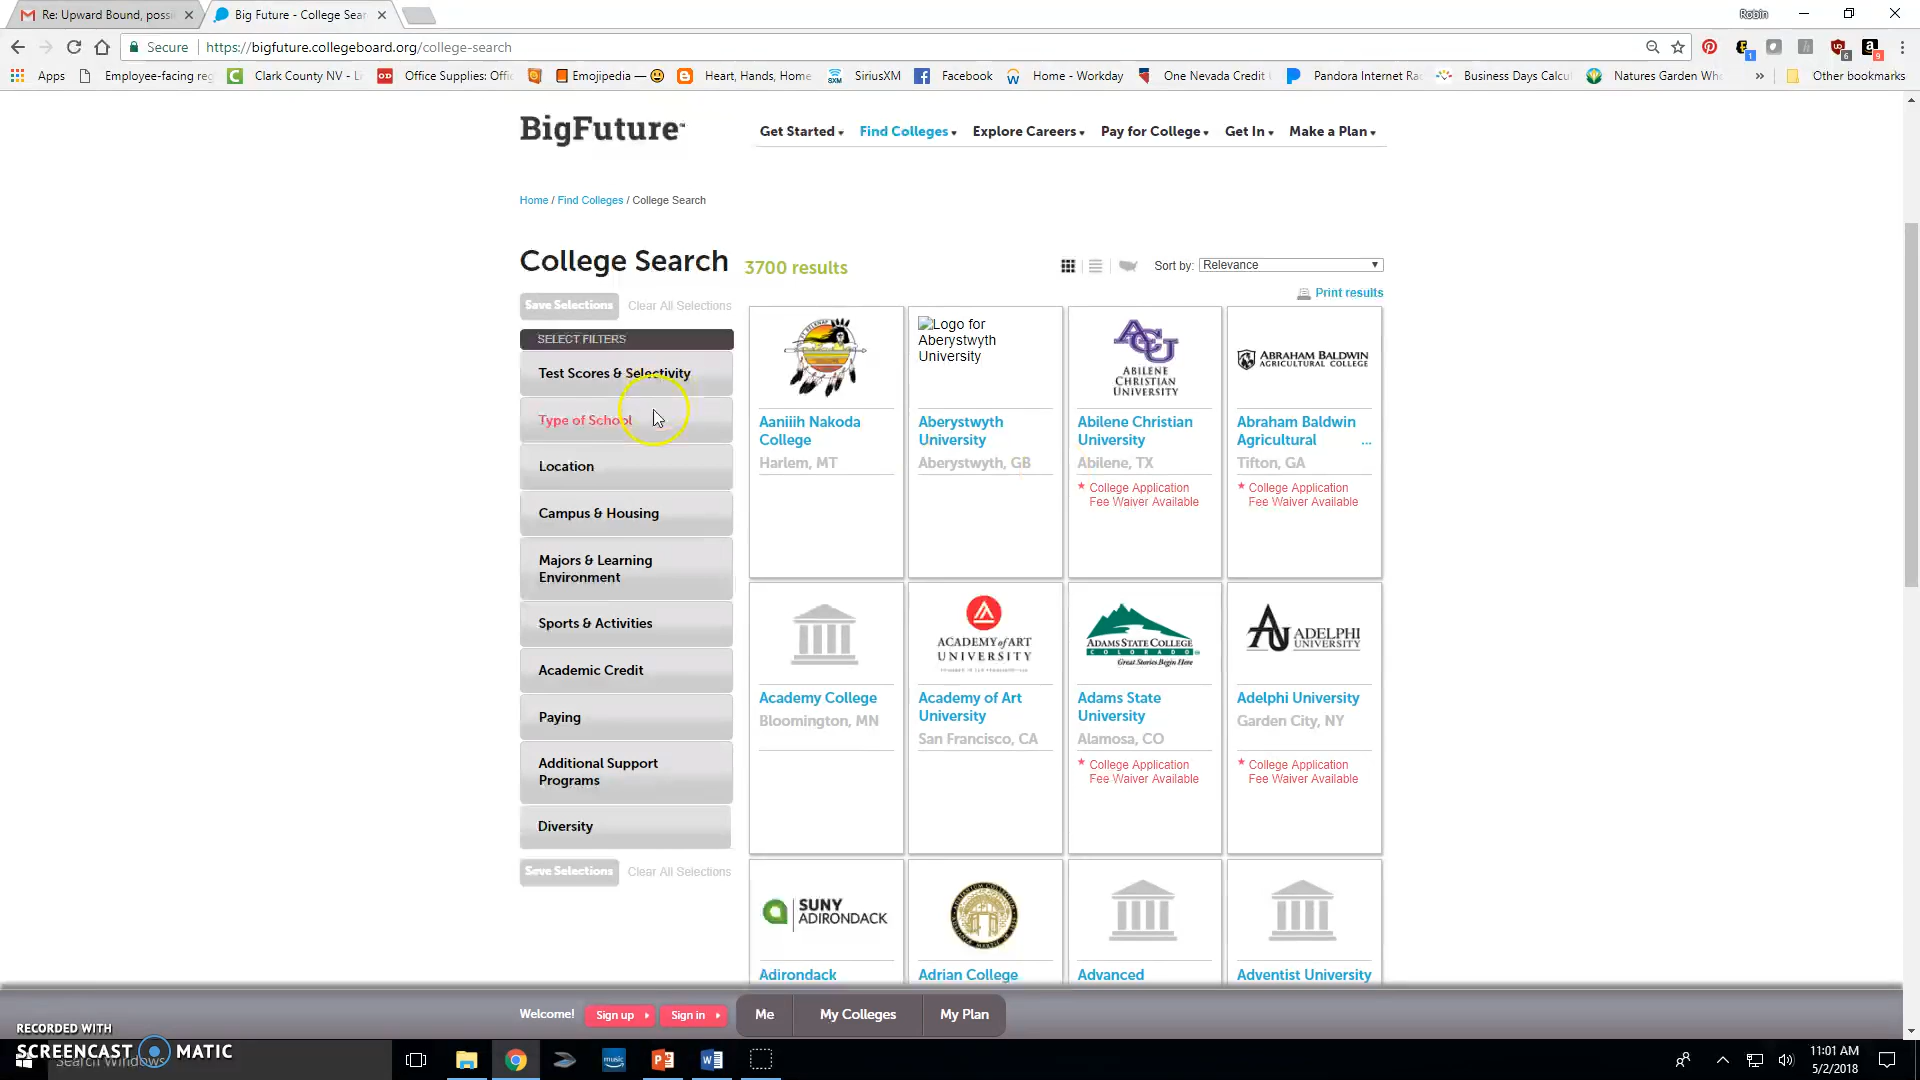 Re: Upward Bound, possi
Big Future - College Sear
Robin
Secure
https://bigfuture.collegeboard.org/college-search
Apps
Employee-facing reg
Clark County NV - Li
Office Supplies: Offic
Emojipedia —
Heart, Hands, Home
SiriusXM
Facebook
Home - Workday
One Nevada Credit
Pandora Internet Ra
Business Days Calcu
Natures Garden Who
»
Other bookmarks
BigFuture™
Get Started
Find Colleges
Explore Careers
Pay for College
Get In
Make a Plan
Home / Find Colleges / College Search
College Search
3700 results
Sort by:
Relevance
Print results
Save Selections
Clear All Selections
SELECT FILTERS
Test Scores & Selectivity
Type of School
Location
Campus & Housing
Majors & Learning
Environment
Sports & Activities
Academic Credit
Paying
Additional Support
Programs
Diversity
Save Selections
Clear All Selections
Aaniiih Nakoda
College
Harlem, MT
Logo for
Aberystwyth
University
Aberystwyth
University
Aberystwyth, GB
ACU
ABILENE
CHRISTIAN
UNIVERSITY
Abilene Christian
University
Abilene, TX
* College Application
Fee Waiver Available
ABRAHAM BALDWIN
AGRICULTURAL COLLEGE
Abraham Baldwin
Agricultural ...
Tifton, GA
* College Application
Fee Waiver Available
Academy College
Bloomington, MN
ACADEMY of ART
UNIVERSITY
Academy of Art
University
San Francisco, CA
ADAMS STATE COLLEGE
COLORADO
Great Stories Begin Here
Adams State
University
Alamosa, CO
* College Application
Fee Waiver Available
ADELPHI
UNIVERSITY
Adelphi University
Garden City, NY
* College Application
Fee Waiver Available
SUNY
ADIRONDACK
Adirondack
Adrian College
Advanced
Adventist University
Welcome!
Sign up
Sign in
Me
My Colleges
My Plan
RECORDED WITH
SCREENCAST MATIC
Search Windows
music
11:01 AM
5/2/2018